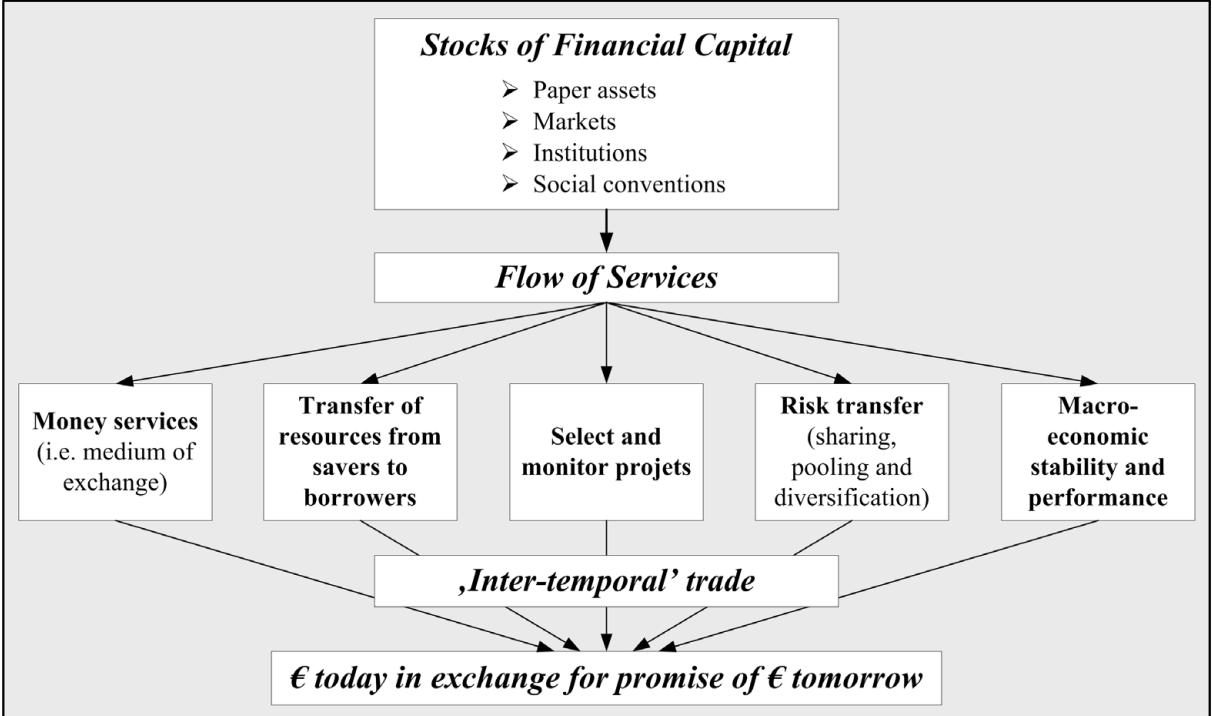 Stocks of Financial Capital
➢ Paper assets
➢ Markets
➢ Institutions
➢ Social conventions
Flow of Services
Money services
(i.e. medium of
exchange)
Transfer of
resources from
savers to
borrowers
Select and
monitor projets
Risk transfer
(sharing,
pooling and
diversification)
Macro-
economic
stability and
performance
‚Inter-temporal’ trade
€ today in exchange for promise of € tomorrow